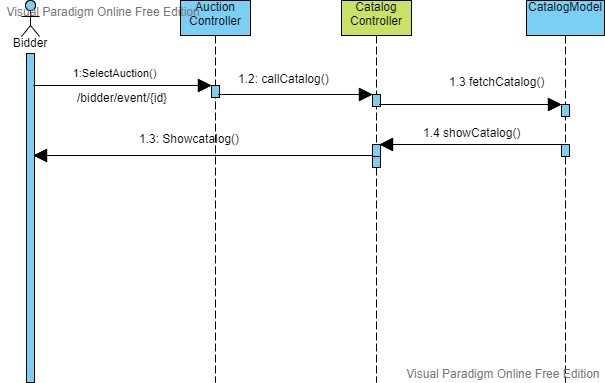 Visual Paradigm Online Free Edition
Bidder
Auction
Controller
Catalog
Controller
CatalogModel
1:SelectAuction()
/bidder/event/{id}
1.2: callCatalog()
1.3 fetchCatalog()
1.3: Showcatalog()
1.4 showCatalog()
Visual Paradigm Online Free Edition